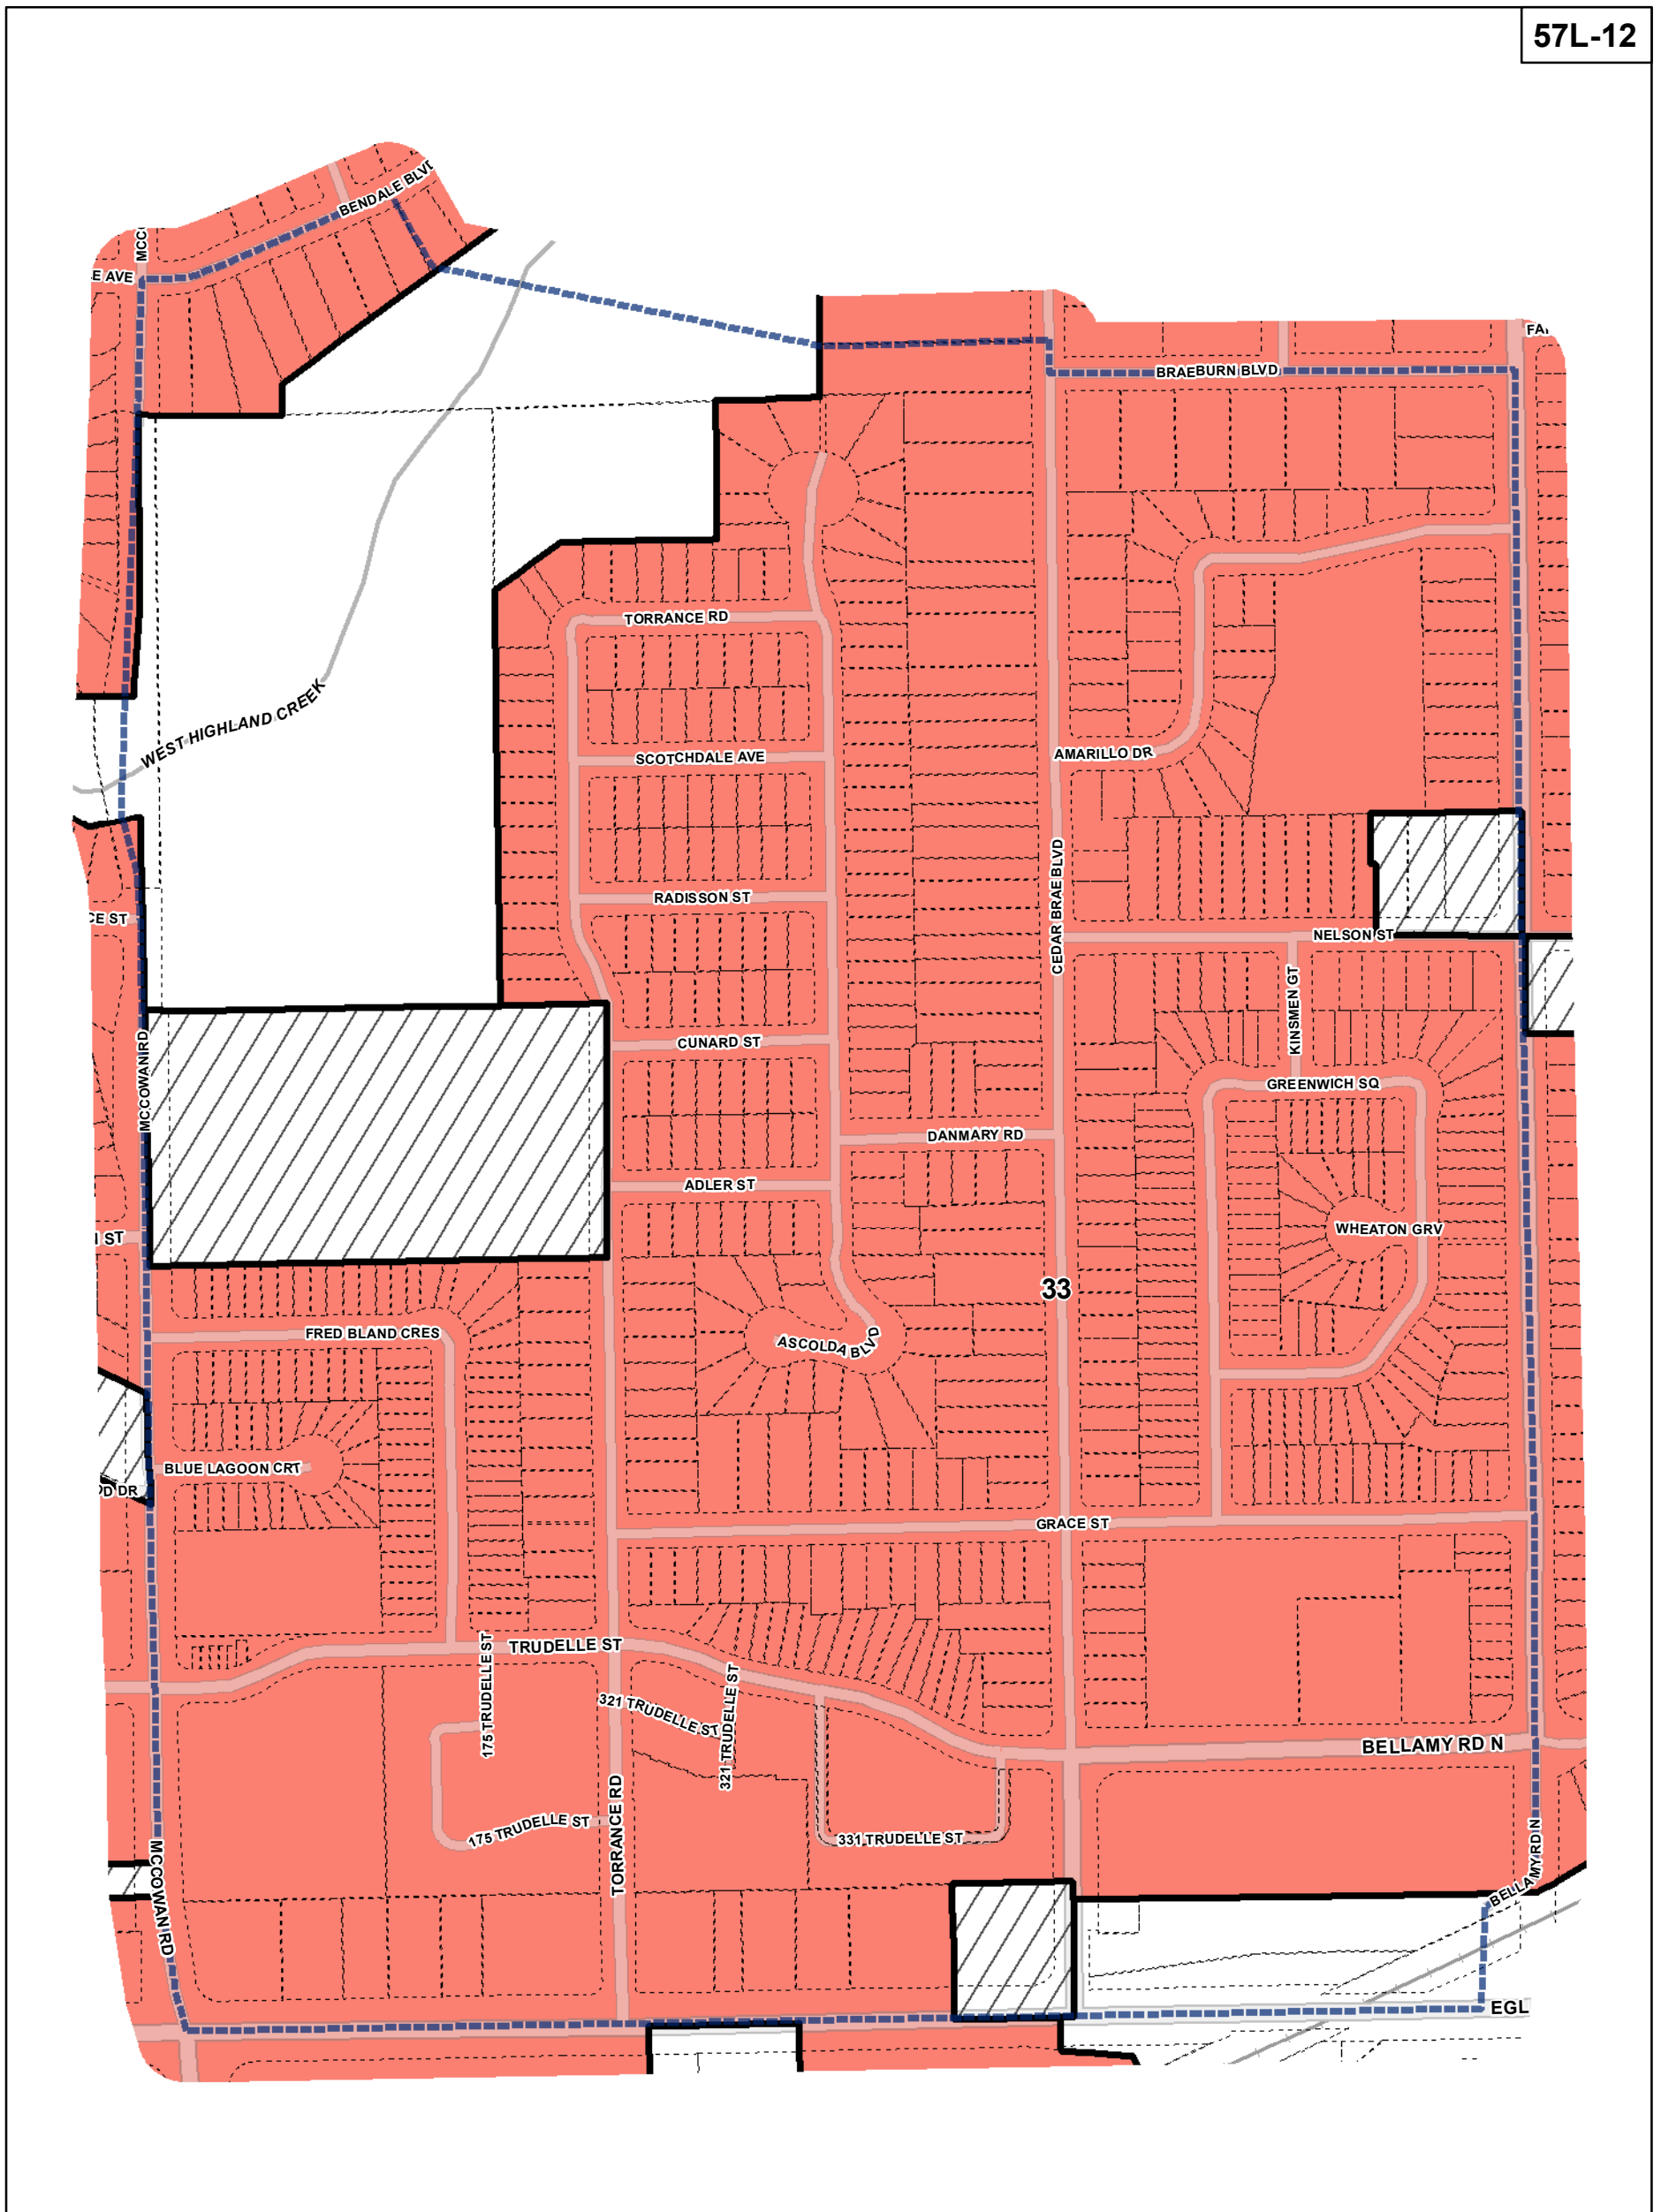 57L-12
BENDALE BLVD
MCC
E AVE
FA
BRAEBURN BLVD
TORRANCE RD
WEST HIGHLAND CREEK
SCOTCHDALE AVE
AMARILLO DR
RADISSON ST
CEDAR BRAE BLVD
CE ST
NELSON ST
KINSMEN GT
MCCOWAN RD
CUNARD ST
GREENWICH SQ
DANMARY RD
ADLER ST
WHEATON GRV
ST
33
FRED BLAND CRES
ASCOLDA BLVD
BLUE LAGOON CRT
D DR
GRACE ST
TRUDELLE ST
175 TRUDELLE ST
321 TRUDELLE ST
321 TRUDELLE ST
BELLAMY RD N
TORRANCE RD
175 TRUDELLE ST
331 TRUDELLE ST
MCCOWAN RD
BELLAMY RD N
BELLA
EGL